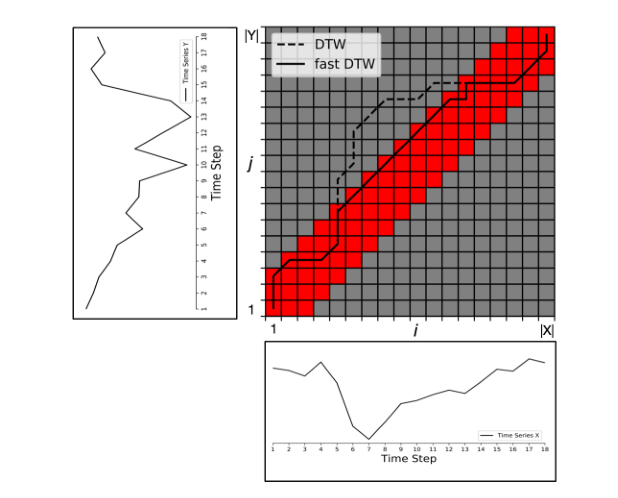 Time Series Y
1 2 3 4 5 6 7 8 9 10 11 12 13 14 15 16 17 18
Time Step
|Y|
DTW
fast DTW
j
1
1
i
|X|
Time Series X
1 2 3 4 5 6 7 8 9 10 11 12 13 14 15 16 17 18
Time Step